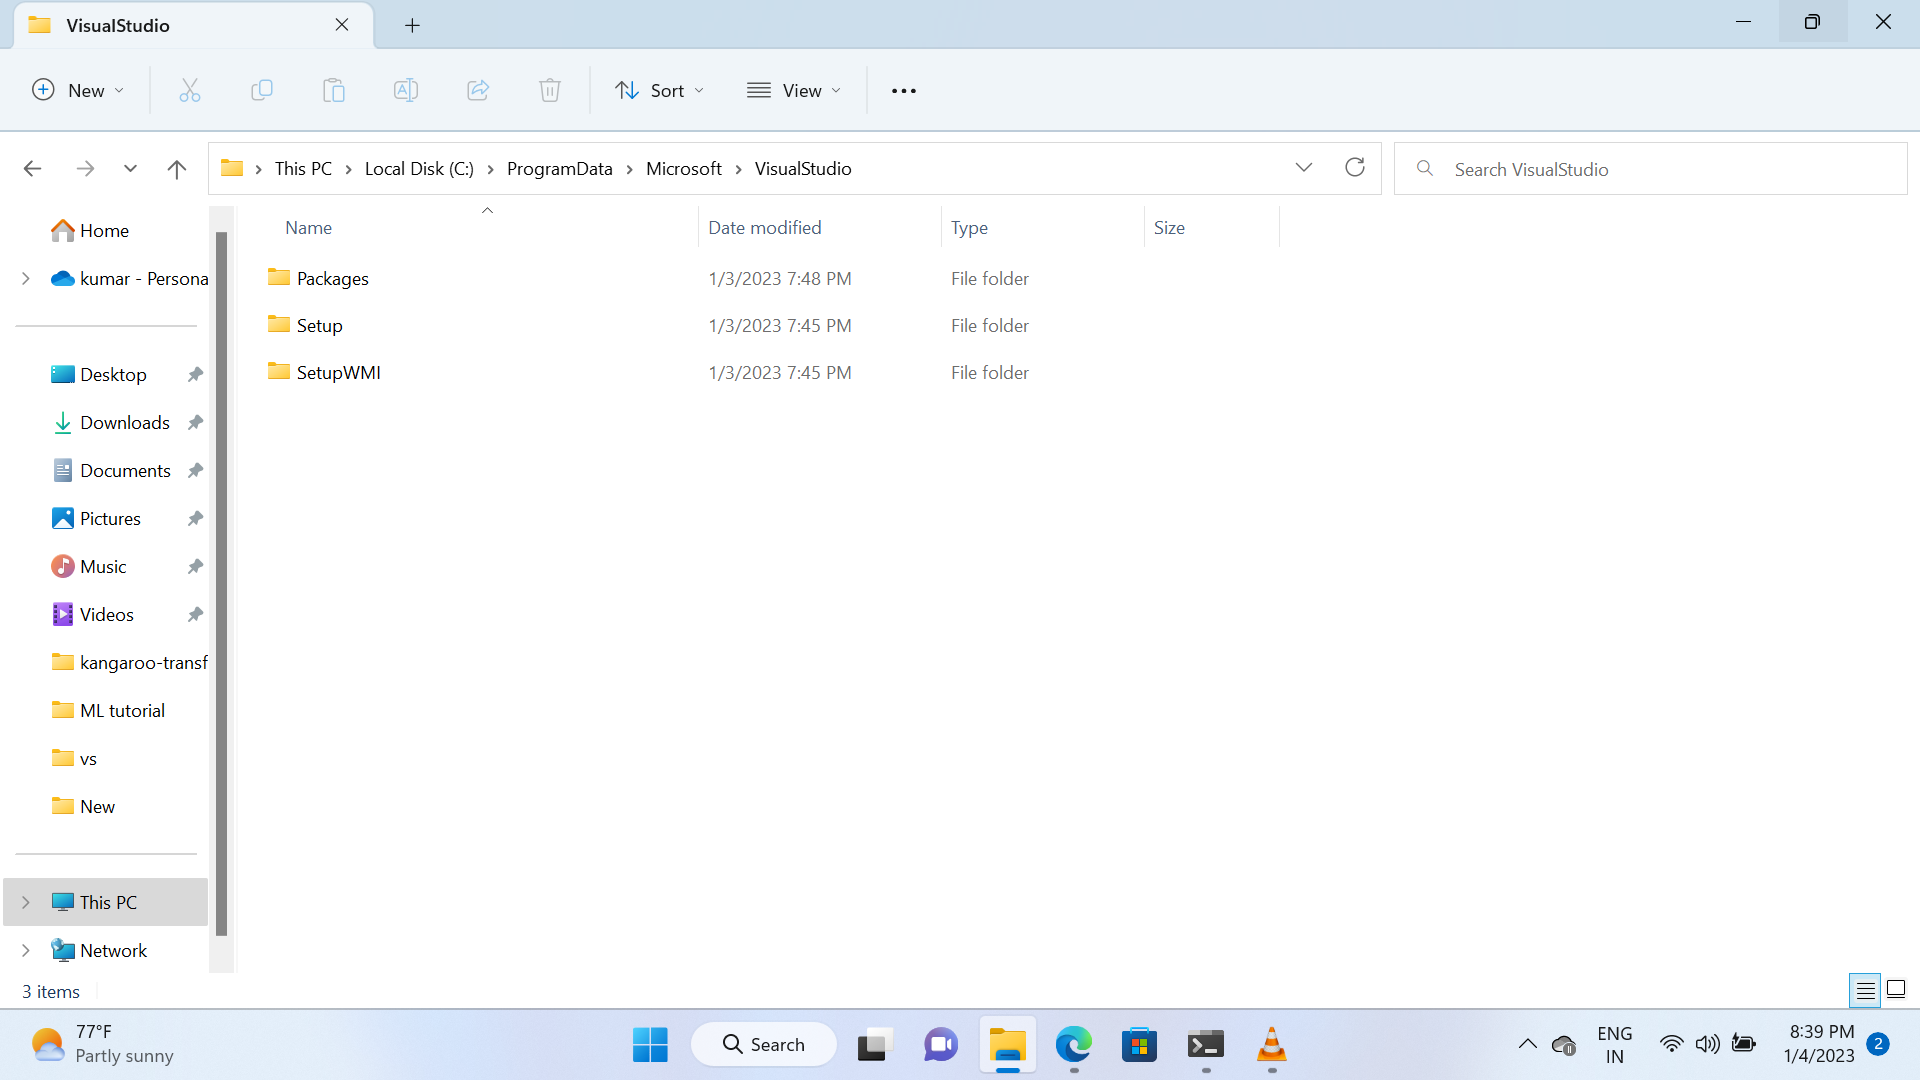 VisualStudio
New
Sort
View
This PC
Local Disk (C:)
ProgramData
Microsoft
VisualStudio
Search VisualStudio
Home
kumar - Persona
Desktop
Downloads
Documents
Pictures
Music
Videos
kangaroo-transf
ML tutorial
vs
New
This PC
Network
Name Date modified Type Size
Packages 1/3/2023 7:48 PM File folder
Setup 1/3/2023 7:45 PM File folder
SetupWMI 1/3/2023 7:45 PM File folder
3 items
77°F
Partly sunny
Search
ENG
IN
8:39 PM
1/4/2023
2